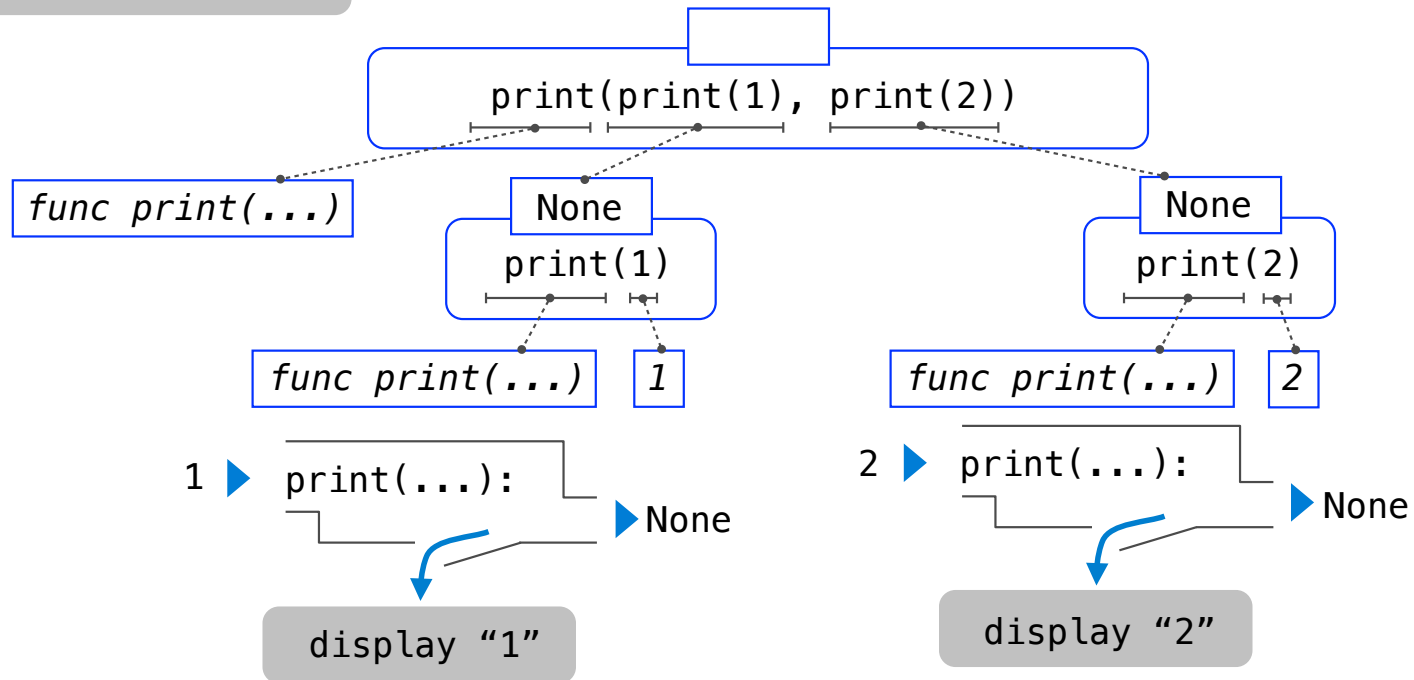 print(print(1), print(2))
func print(...)
None
None
print(1)
print(2)
func print(...)
1
func print(...)
2
1
print(...):
None
2
print(...):
None
display “1”
display “2”